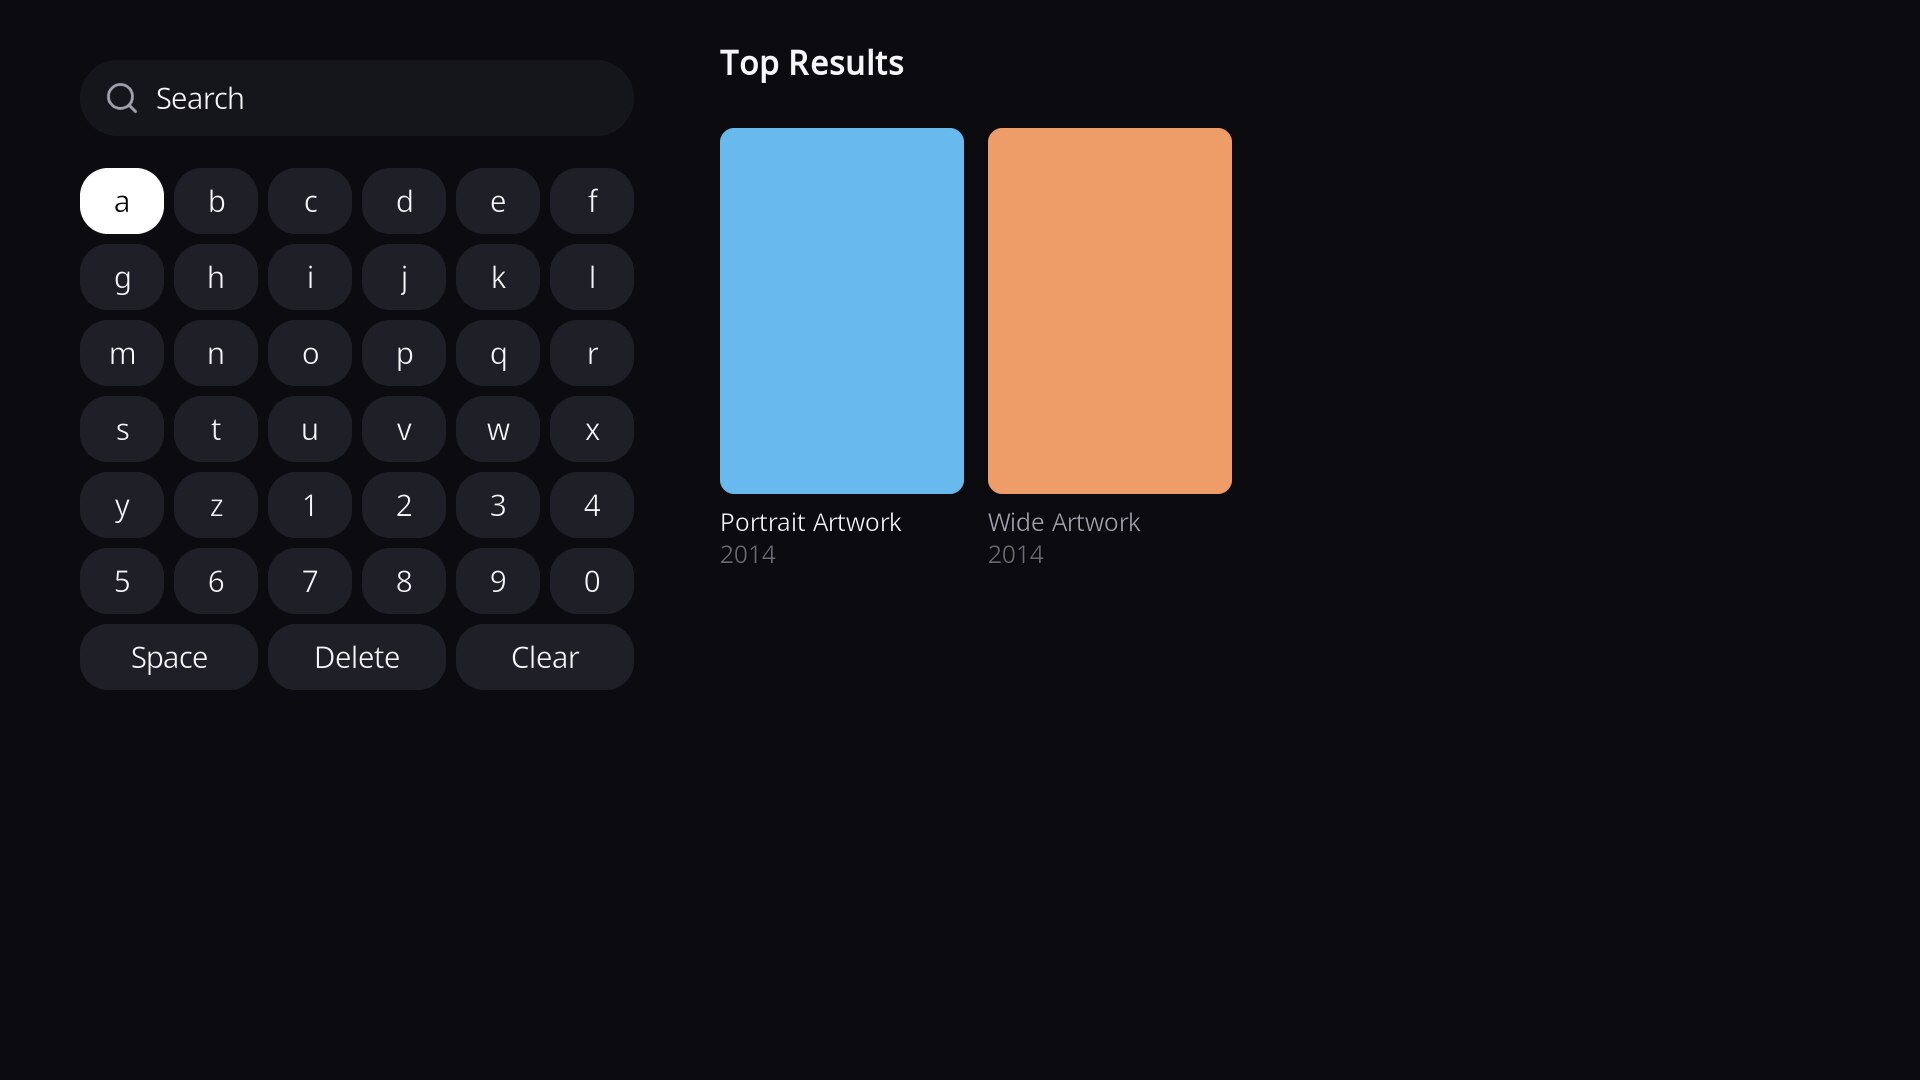 Search
a b c d e f
g h i j k l
m n o p q r
s t u v w x
y z 1 2 3 4
5 6 7 8 9 0
Space Delete Clear
Top Results
Portrait Artwork
2014
Wide Artwork
2014